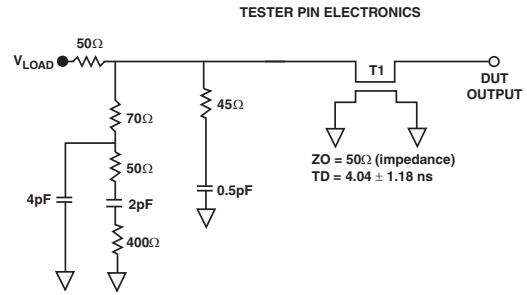 TESTER PIN ELECTRONICS
50Ω
VLOAD
T1
DUT
OUTPUT
70Ω
45Ω
50Ω
4pF
2pF
0.5pF
400Ω
ZO = 50Ω (impedance)
TD = 4.04 ± 1.18 ns